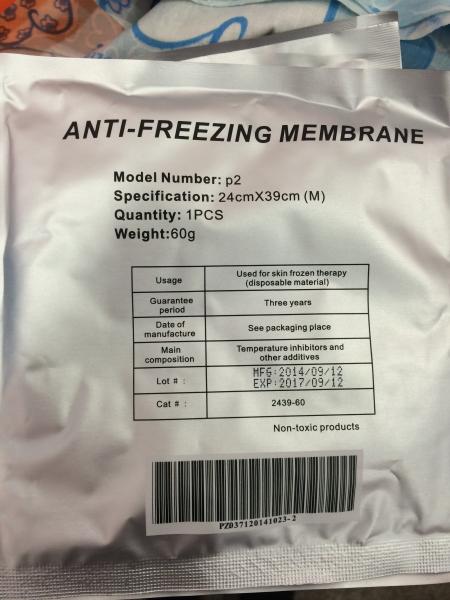 ANTI-FREEZING MEMBRANE
Model Number: p2
Specification: 24cmX39cm (M)
Quantity: 1PCS
Weight:60g
Usage
Used for skin frozen therapy
(disposable material)
Guarantee
period
Three years
Date of
manufacture
See packaging place
Main
composition
Temperature inhibitors and
other additives
Lot # :
MFG:2014/09/12
EXP:2017/09/12
Cat # :
2439-60
Non-toxic products
PZD37120141023-2